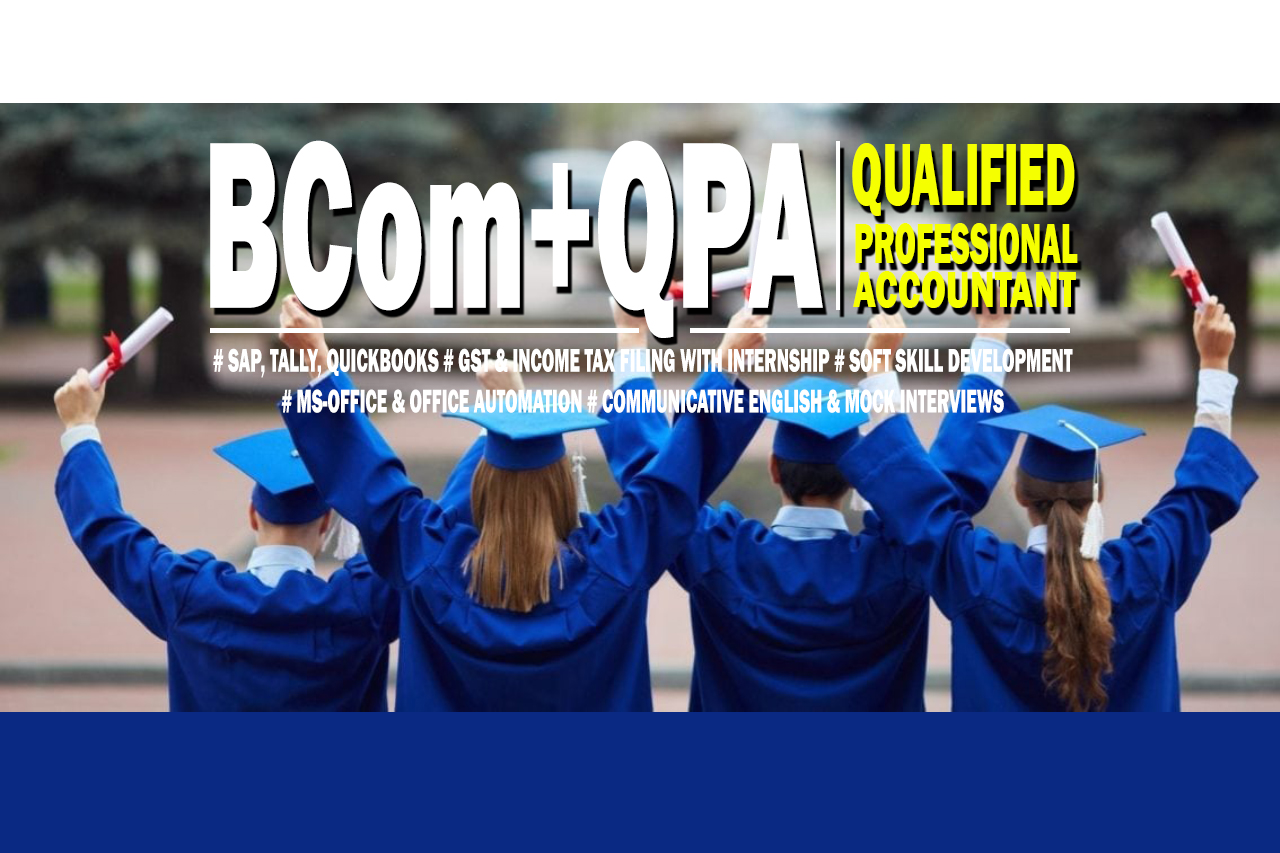 BCom+QPA
QUALIFIED
PROFESSIONAL
ACCOUNTANT
# SAP, TALLY, QUICKBOOKS # GST & INCOME TAX FILING WITH INTERNSHIP # SOFT SKILL DEVELOPMENT
# MS-OFFICE & OFFICE AUTOMATION # COMMUNICATIVE ENGLISH & MOCK INTERVIEWS